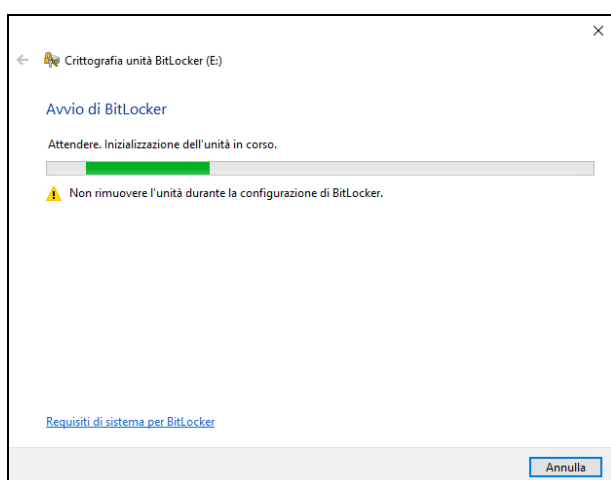 Crittografia unità BitLocker (E:)
Avvio di BitLocker
Attendere. Inizializzazione dell'unità in corso.
Non rimuovere l'unità durante la configurazione di BitLocker.
Requisiti di sistema per BitLocker
Annulla